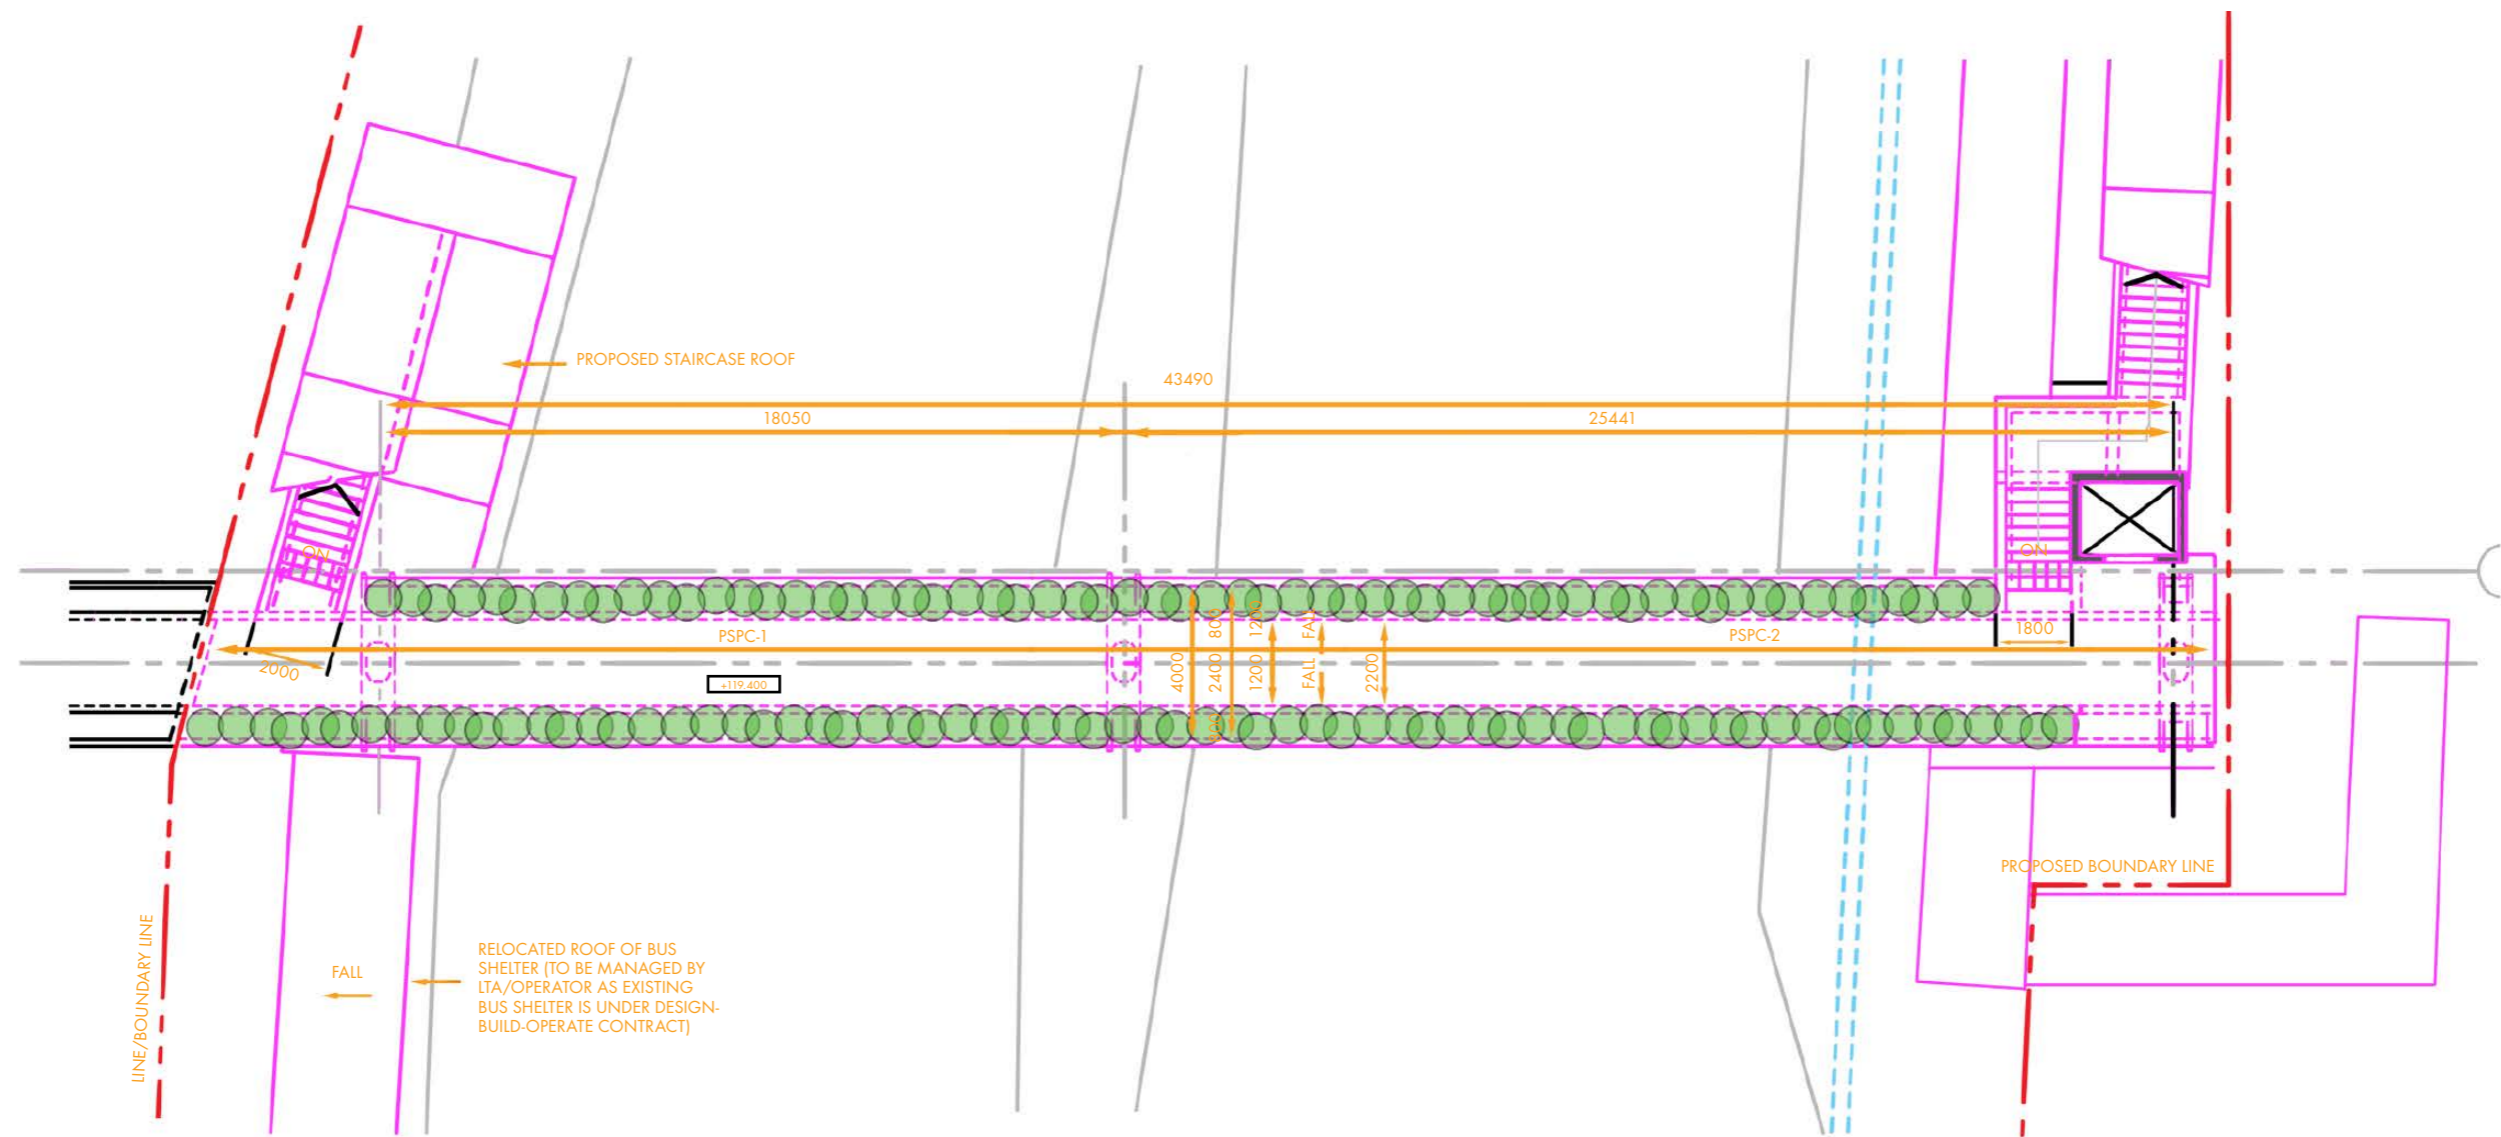 PROPOSED STAIRCASE ROOF
43490
18050
25441
ON
ON
PSPC-1
PSPC-2
1800
2000
+119.400
4000
2400
800
800
1200
1200
FALL
FALL
2200
PROPOSED BOUNDARY LINE
LINE/BOUNDARY LINE
FALL
RELOCATED ROOF OF BUS
SHELTER (TO BE MANAGED BY
LTA/OPERATOR AS EXISTING
BUS SHELTER IS UNDER DESIGN-
BUILD-OPERATE CONTRACT)